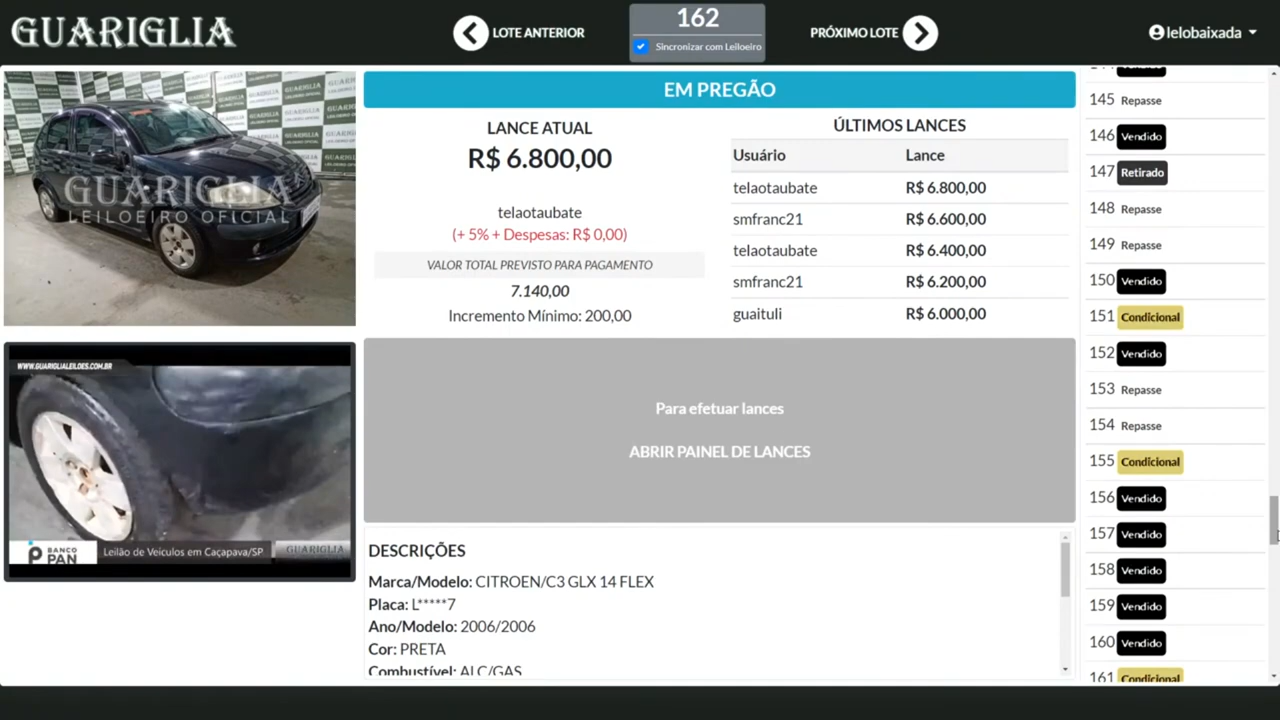 GUARIGLIA
LOTE ANTERIOR
162
Sincronizar com Leiloeiro
PRÓXIMO LOTE
lelobaixada
GUARIGLIA
LEILOEIRO OFICIAL
EM PREGÃO
LANCE ATUAL
R$ 6.800,00
telaotaubate
(+ 5% + Despesas: R$ 0,00)
VALOR TOTAL PREVISTO PARA PAGAMENTO
7.140,00
Incremento Mínimo: 200,00
ÚLTIMOS LANCES
Usuário Lance
telaotaubate R$ 6.800,00
smfranc21 R$ 6.600,00
telaotaubate R$ 6.400,00
smfranc21 R$ 6.200,00
guaituli R$ 6.000,00
WWW.GUARIGLIALEILOES.COM.BR
BANCO
PAN
Leilão de Veículos em Caçapava/SP
GUARIGLIA
Para efetuar lances
ABRIR PAINEL DE LANCES
DESCRIÇÕES
Marca/Modelo: CITROEN/C3 GLX 14 FLEX
Placa: L*****7
Ano/Modelo: 2006/2006
Cor: PRETA
Combustível: ALC/GAS
145 Repasse
146 Vendido
147 Retirado
148 Repasse
149 Repasse
150 Vendido
151 Condicional
152 Vendido
153 Repasse
154 Repasse
155 Condicional
156 Vendido
157 Vendido
158 Vendido
159 Vendido
160 Vendido
161 Condicional